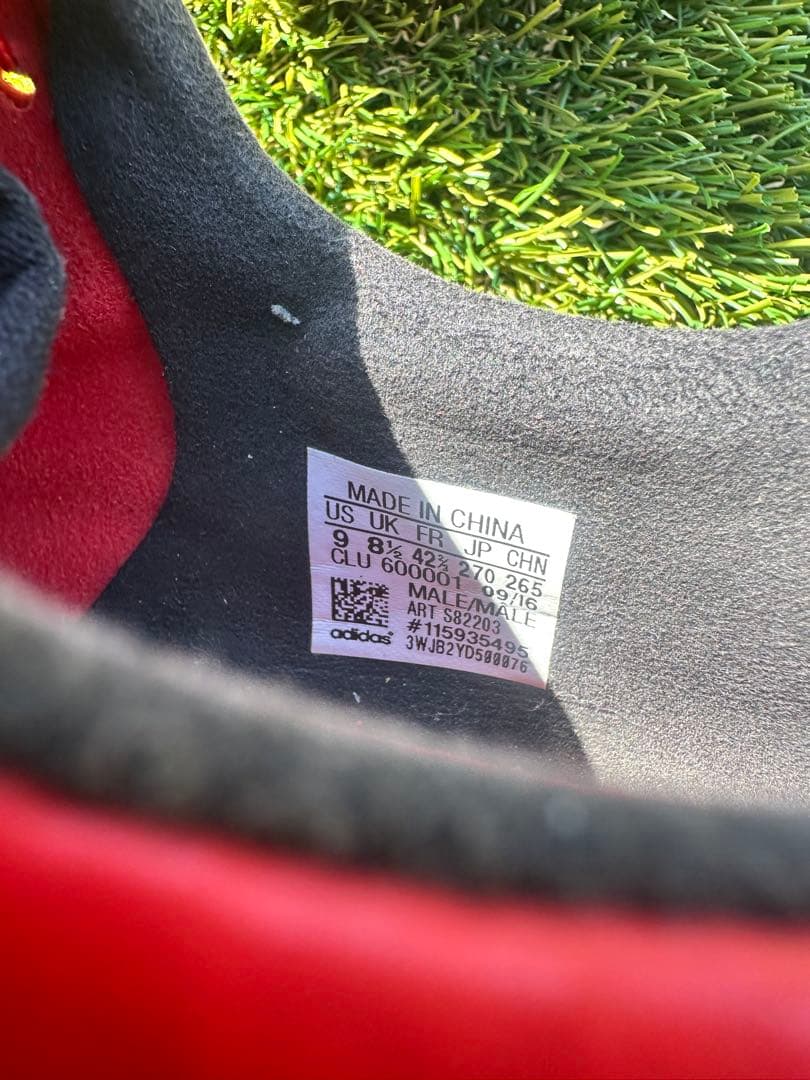 MADE IN CHINA
US UK FR JP CHN
9 8½ 42⅔ 270 265
CLU 600001 09/16
MALE/MALE
ART S82203
#115935495
adidas
3WJB2YD500076